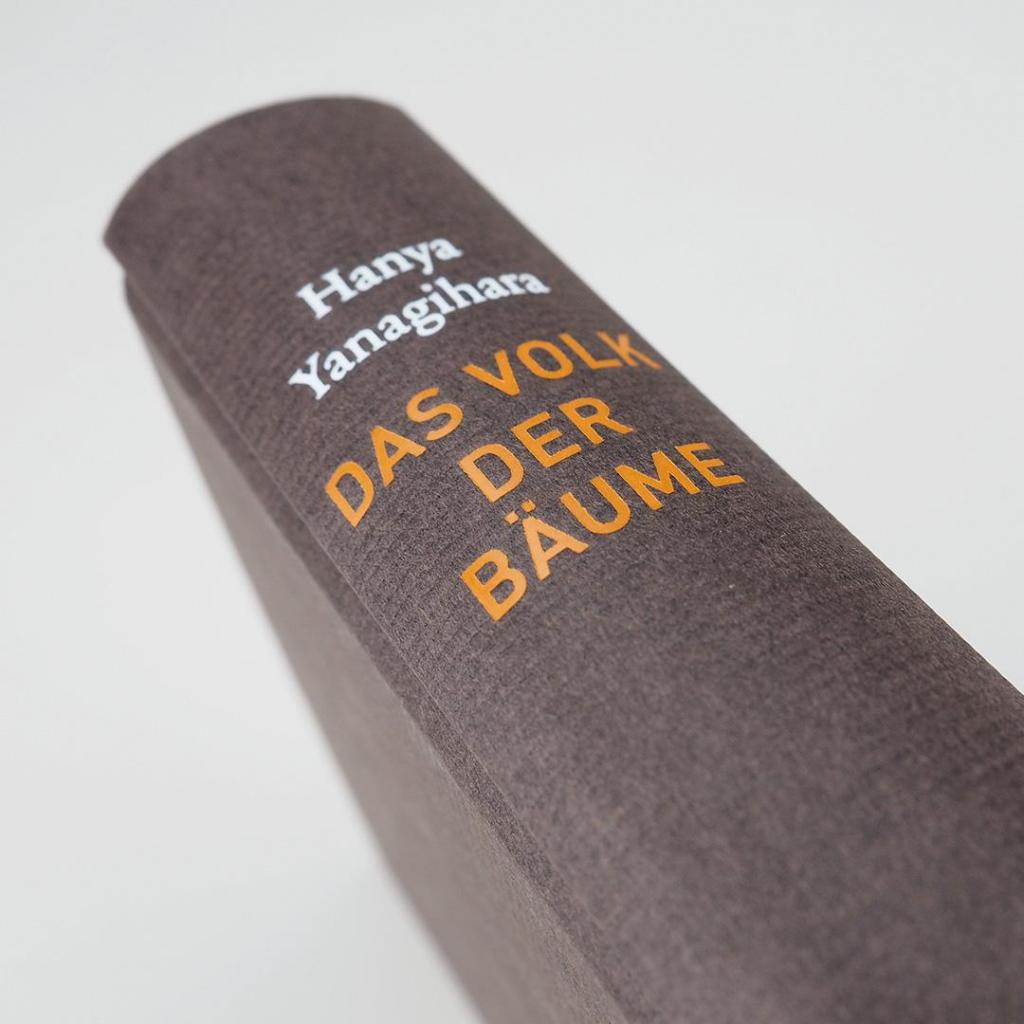 Hanya
Yanagihara
DAS VOLK
DER
BÄUME